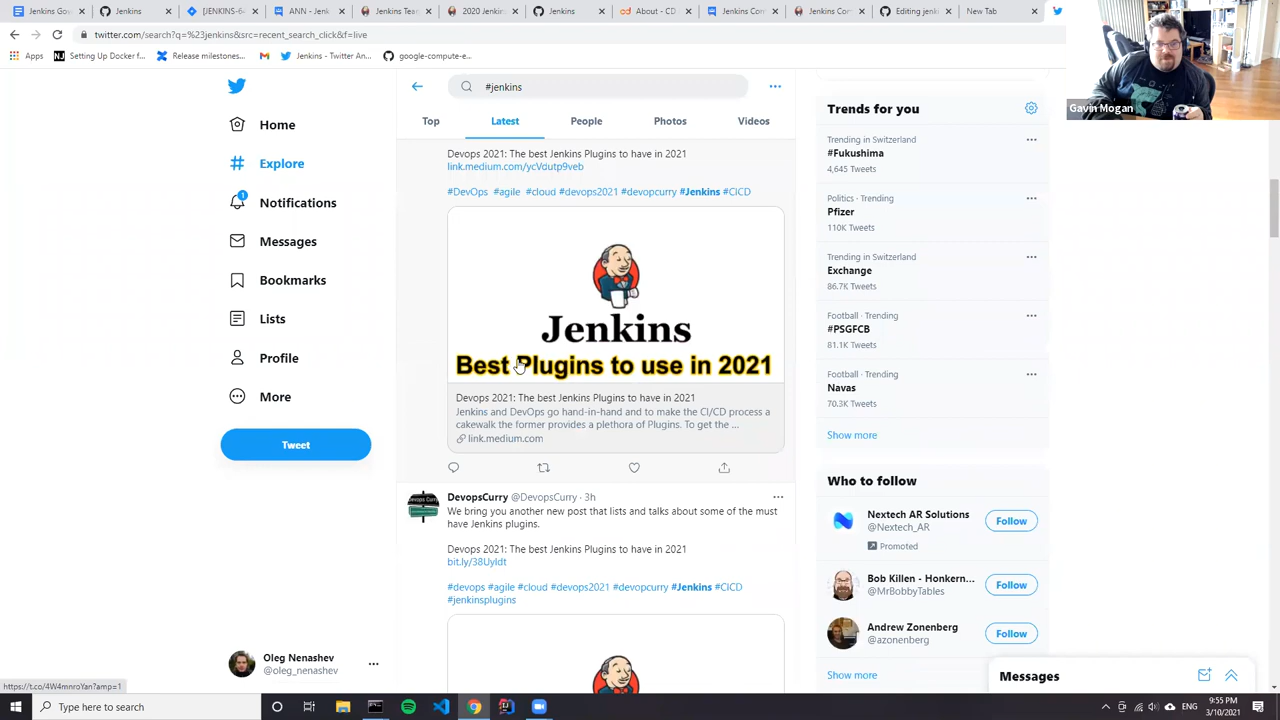 Jenkins Gov
Jenkins
[JENKINS-6
ANN - Jenk
Jenkins Top
2020 Jenkin
Jenkins
About - CD
Jenkins Cor
Jenkins Cor
Editing jenk
New Tab
twitter.com/search?q=%23jenkins&src=recent_search_click&f=live
Apps
Setting Up Docker f...
Release milestones...
Jenkins - Twitter An...
google-compute-e...
Gavin Mogan
#jenkins
Top
Latest
People
Photos
Videos
Home
Explore
1
Notifications
Messages
Bookmarks
Lists
Profile
More
Tweet
Oleg Nenashev
@oleg_nenashev
Devops 2021: The best Jenkins Plugins to have in 2021
link.medium.com/ycVdutp9veb
#DevOps #agile #cloud #devops2021 #devopcurry #Jenkins #CICD
Jenkins
Best Plugins to use in 2021
Devops 2021: The best Jenkins Plugins to have in 2021
Jenkins and DevOps go hand-in-hand and to make the CI/CD process a
cakewalk the former provides a plethora of Plugins. To get the ...
link.medium.com
DevopsCurry @DevopsCurry · 3h
We bring you another new post that lists and talks about some of the must
have Jenkins plugins.
Devops 2021: The best Jenkins Plugins to have in 2021
bit.ly/38Uyldt
#devops #agile #cloud #devops2021 #devopcurry #Jenkins #CICD
#jenkinsplugins
Trends for you
Trending in Switzerland
#Fukushima
4,645 Tweets
Politics · Trending
Pfizer
110K Tweets
Trending in Switzerland
Exchange
86.7K Tweets
Football · Trending
#PSGFCB
81.1K Tweets
Football · Trending
Navas
70.3K Tweets
Show more
Who to follow
Nextech AR Solutions
@Nextech_AR
Promoted
Follow
Bob Killen - Honkern...
@MrBobbyTables
Follow
Andrew Zonenberg
@azonenberg
Follow
Show more
Messages
https://t.co/4W4mnroYan?amp=1
Type here to search
9:55 PM
3/10/2021